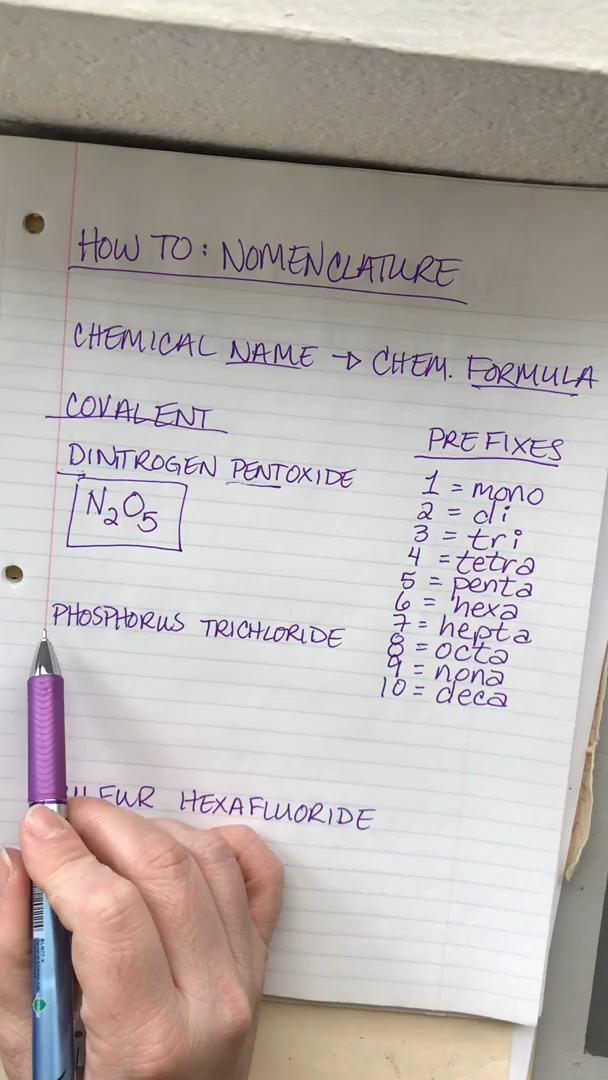 HOW TO: NOMENCLATURE
CHEMICAL NAME → CHEM. FORMULA
COVALENT
DINTROGEN PENTOXIDE
N₂O₅
PHOSPHORUS TRICHLORIDE
HEXAFLUORIDE
PREFIXES
1 = mono
2 = di
3 = tri
4 = tetra
5 = penta
6 = hexa
7 = hepta
8 = octa
9 = nona
10 = deca